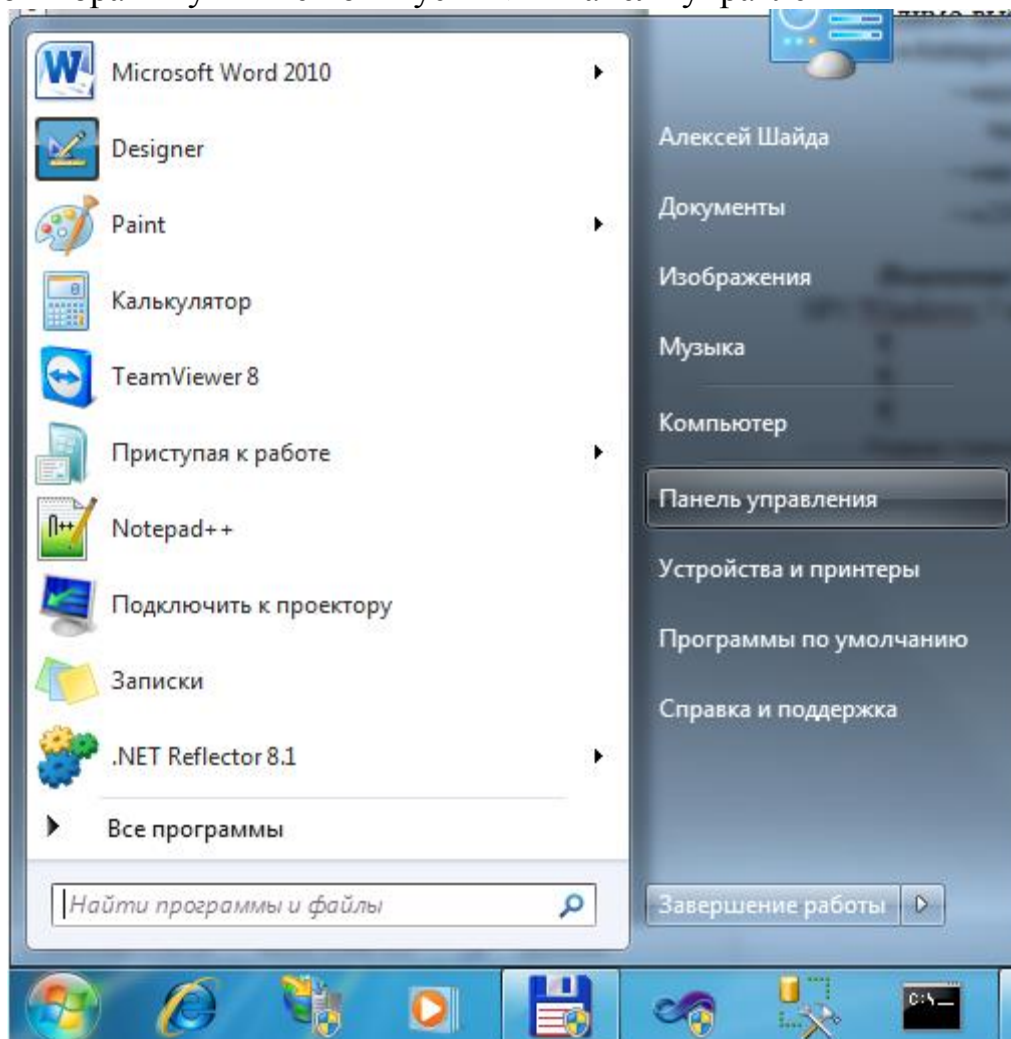 Microsoft Word 2010
Designer
Paint
Калькулятор
TeamViewer 8
Приступая к работе
Notepad++
Подключить к проектору
Записки
.NET Reflector 8.1
Все программы
Найти программы и файлы
Алексей Шайда
Документы
Изображения
Музыка
Компьютер
Панель управления
Устройства и принтеры
Программы по умолчанию
Справка и поддержка
Завершение работы
C:\